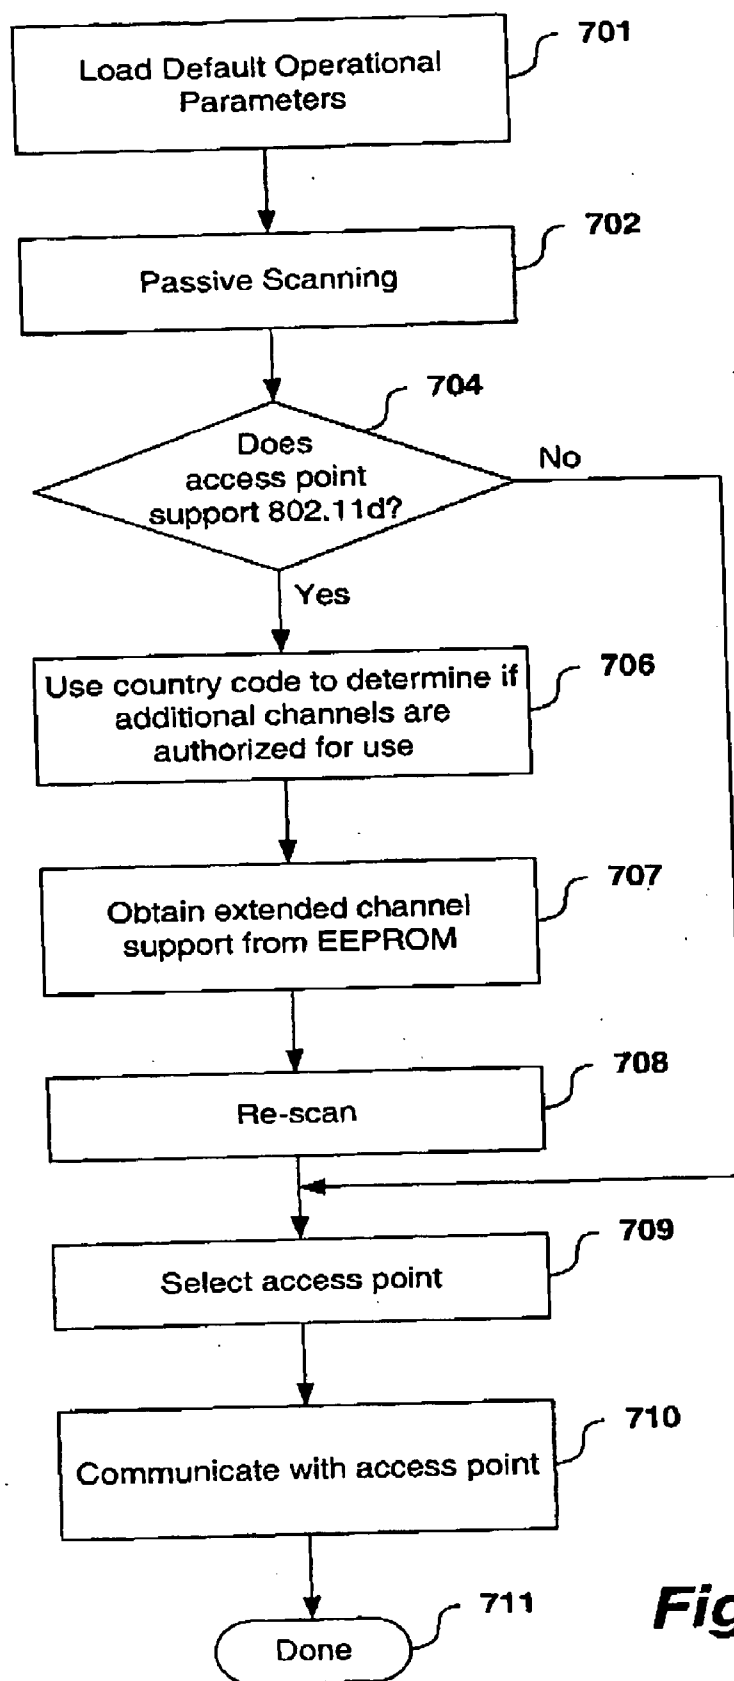 701
Load Default Operational
Parameters
702
Passive Scanning
704
Does
access point
support 802.11d?
No
Yes
706
Use country code to determine if
additional channels are
authorized for use
707
Obtain extended channel
support from EEPROM
708
Re-scan
709
Select access point
710
Communicate with access point
711
Done
Fig